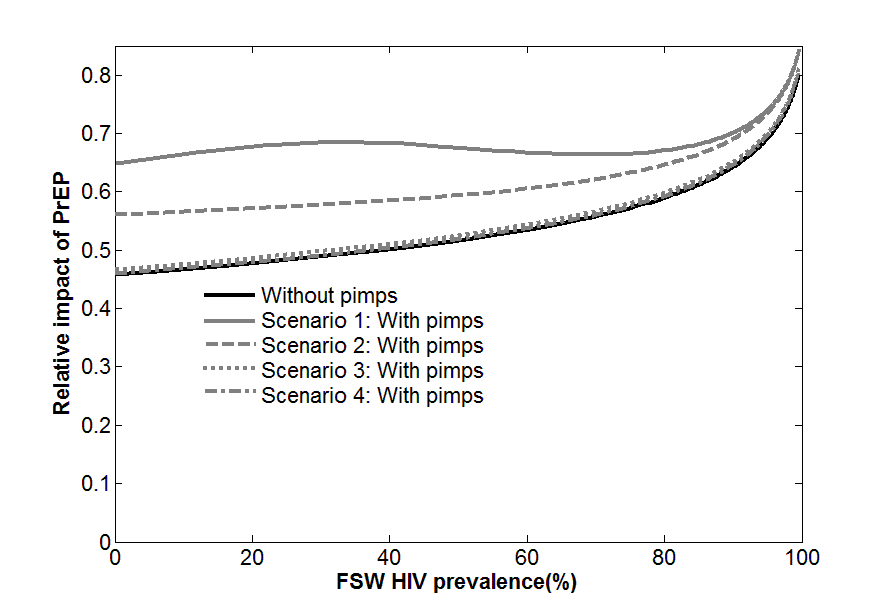 Relative impact of PrEP
0.8
0.7
0.6
0.5
0.4
0.3
0.2
0.1
0
Without pimps
Scenario 1: With pimps
Scenario 2: With pimps
Scenario 3: With pimps
Scenario 4: With pimps
0 20 40 60 80 100
FSW HIV prevalence(%)